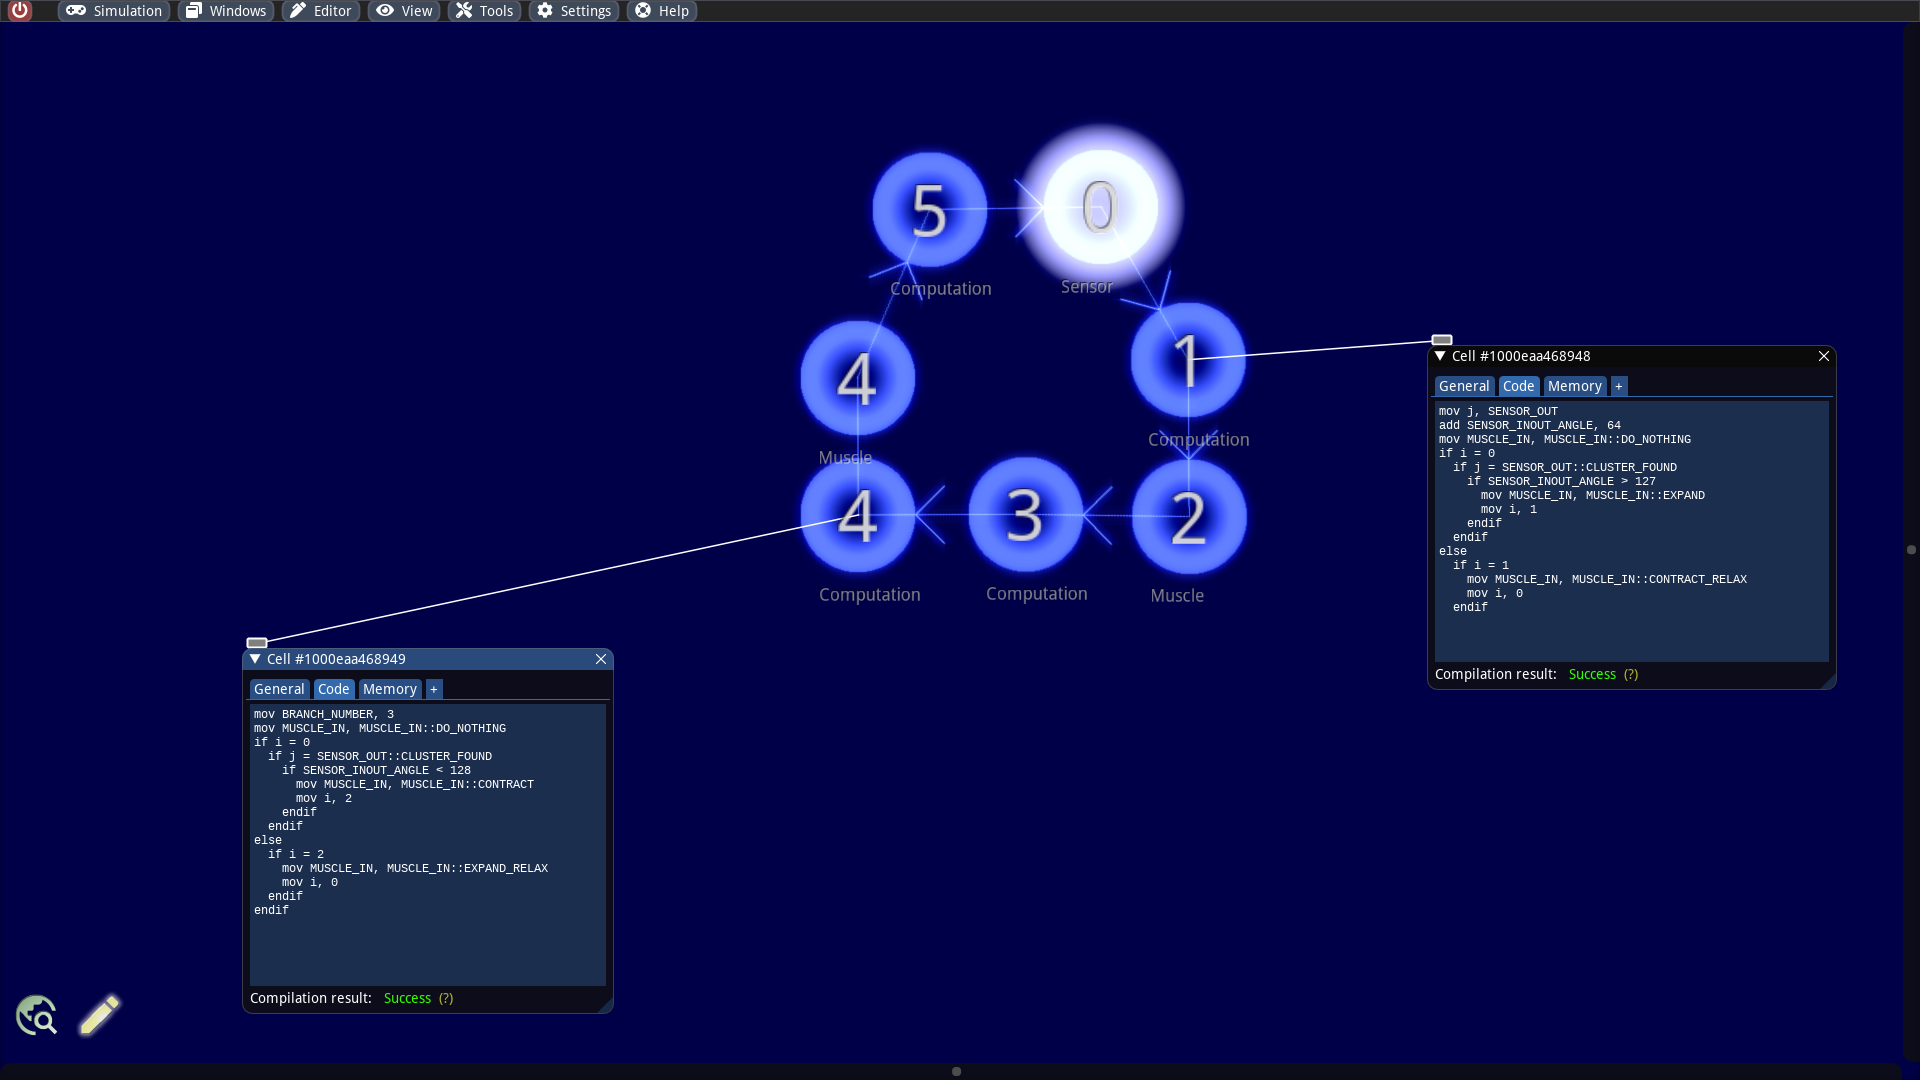 Simulation Windows Editor View Tools Settings Help
5
0
Computation
Sensor
1
Computation
4
Muscle
4
3
2
Computation
Computation
Muscle
Cell #1000eaa468948
General Code Memory +
mov j, SENSOR_OUT
add SENSOR_INOUT_ANGLE, 64
mov MUSCLE_IN, MUSCLE_IN::DO_NOTHING
if i = 0
  if j = SENSOR_OUT::CLUSTER_FOUND
    if SENSOR_INOUT_ANGLE > 127
      mov MUSCLE_IN, MUSCLE_IN::EXPAND
      mov i, 1
    endif
  endif
else
  if i = 1
    mov MUSCLE_IN, MUSCLE_IN::CONTRACT_RELAX
    mov i, 0
  endif
Compilation result: Success (?)
Cell #1000eaa468949
General Code Memory +
mov BRANCH_NUMBER, 3
mov MUSCLE_IN, MUSCLE_IN::DO_NOTHING
if i = 0
  if j = SENSOR_OUT::CLUSTER_FOUND
    if SENSOR_INOUT_ANGLE < 128
      mov MUSCLE_IN, MUSCLE_IN::CONTRACT
      mov i, 2
    endif
  endif
else
  if i = 2
    mov MUSCLE_IN, MUSCLE_IN::EXPAND_RELAX
    mov i, 0
  endif
endif
Compilation result: Success (?)